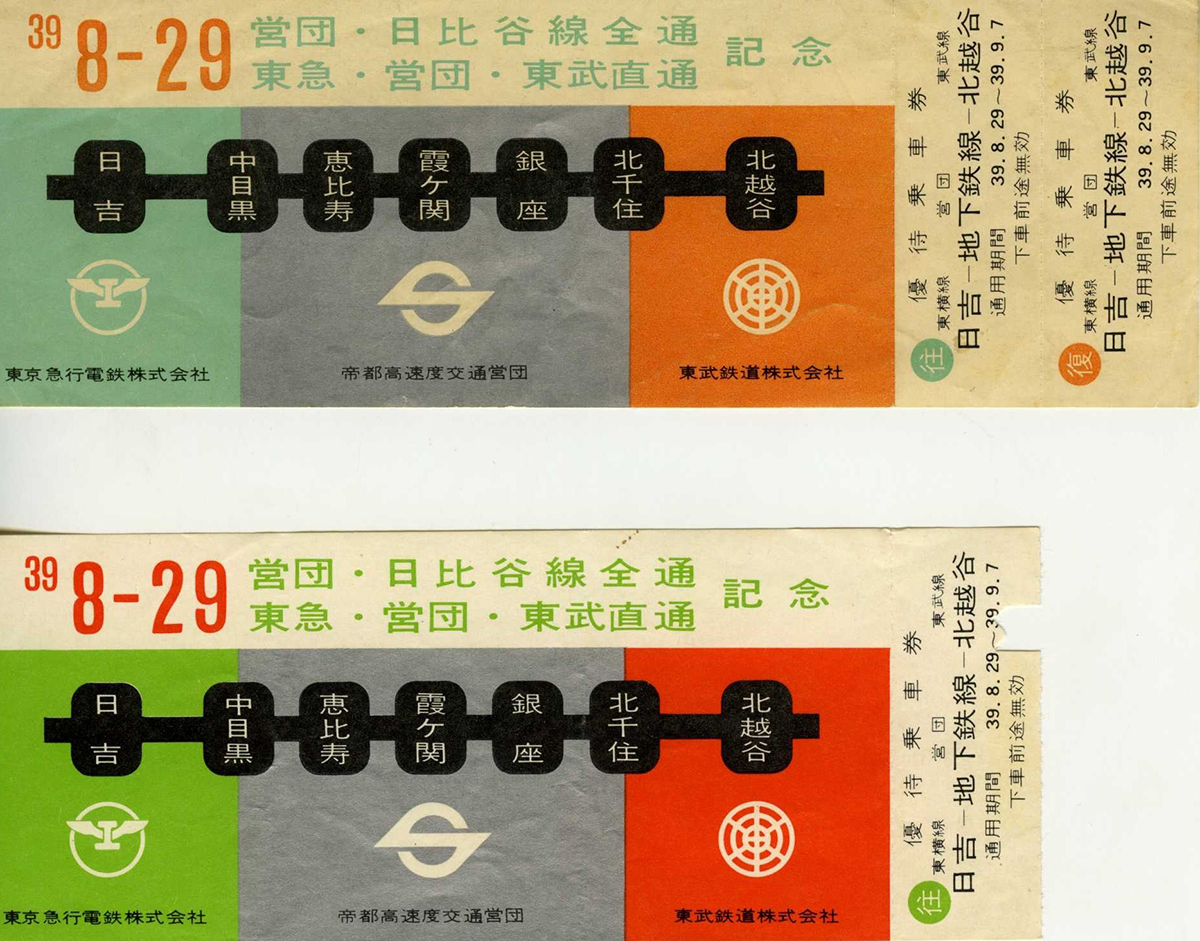 39 8-29
営団・日比谷線全通
東急・営団・東武直通
記念
日吉
中目黒
恵比寿
霞ケ関
銀座
北千住
北越谷
東京急行電鉄株式会社
帝都高速度交通営団
東武鉄道株式会社
優待乗車券
東横線 営団 東武線
往 日吉-地下鉄線-北越谷
通用期間 39.8.29~39.9.7
下車前途無効
優待乗車券
東横線 営団 東武線
復 日吉-地下鉄線-北越谷
通用期間 39.8.29~39.9.7
下車前途無効
39 8-29
営団・日比谷線全通
東急・営団・東武直通
記念
日吉
中目黒
恵比寿
霞ケ関
銀座
北千住
北越谷
東京急行電鉄株式会社
帝都高速度交通営団
東武鉄道株式会社
優待乗車券
東横線 営団 東武線
往 日吉-地下鉄線-北越谷
通用期間 39.8.29~39.9.7
下車前途無効